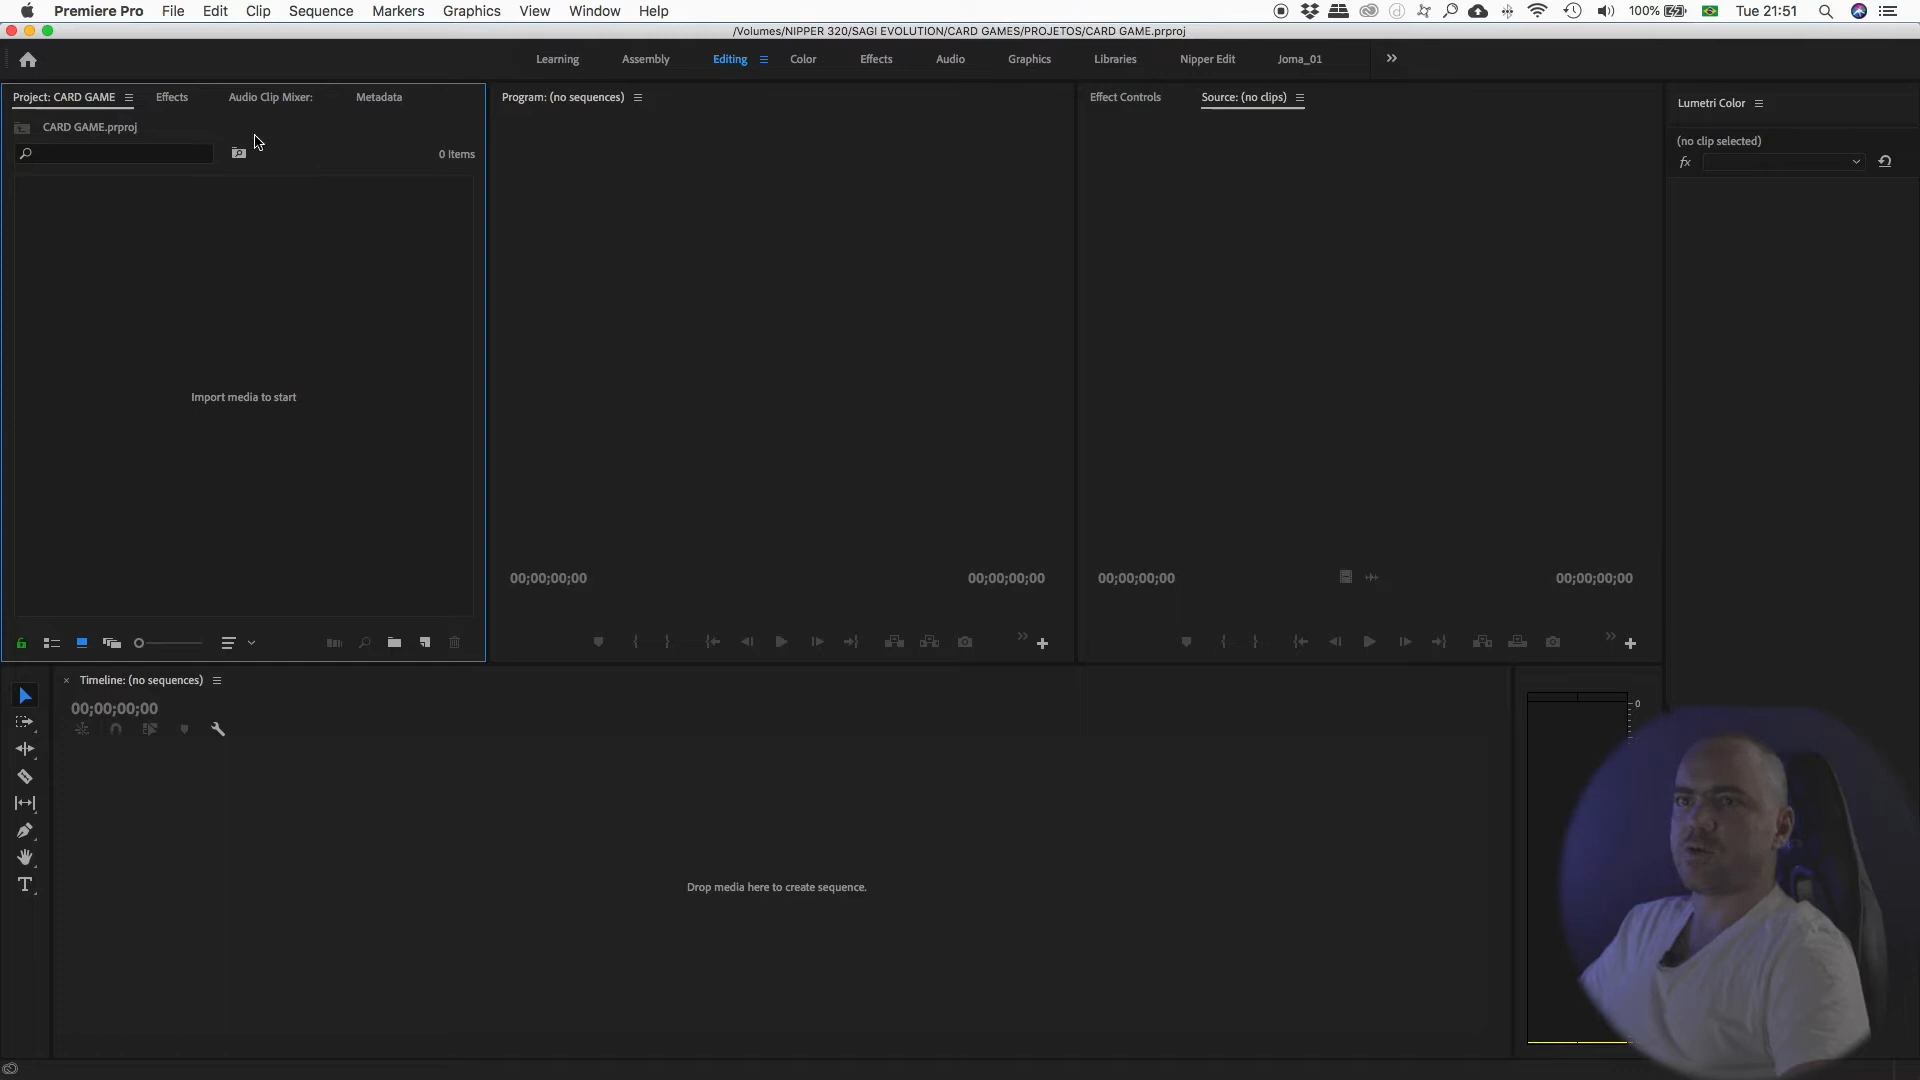 Premiere Pro File Edit Clip Sequence Markers Graphics View Window Help 100% Tue 21:51
/Volumes/NIPPER 320/SAGI EVOLUTION/CARD GAMES/PROJETOS/CARD GAME.prproj
Learning Assembly Editing Color Effects Audio Graphics Libraries Nipper Edit Joma_01
Project: CARD GAME Effects Audio Clip Mixer: Metadata
CARD GAME.prproj
0 Items
Import media to start
Program: (no sequences)
00;00;00;00 00;00;00;00
Effect Controls Source: (no clips)
00;00;00;00 00;00;00;00
Lumetri Color
(no clip selected)
fx
Timeline: (no sequences)
00;00;00;00
Drop media here to create sequence.
0